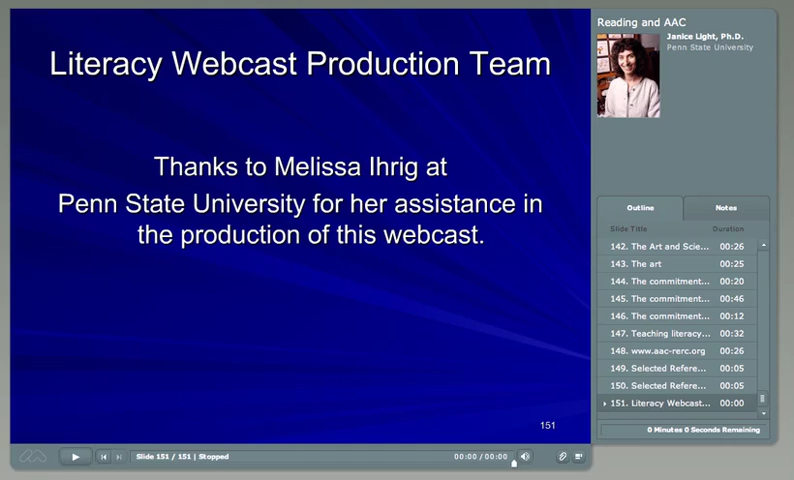 Literacy Webcast Production Team
Thanks to Melissa Ihrig at
Penn State University for her assistance in
the production of this webcast.
151
Slide 151 / 151 | Stopped
00:00 / 00:00
Reading and AAC
Janice Light, Ph.D.
Penn State University
Outline
Notes
Slide Title Duration
142. The Art and Scie... 00:26
143. The art 00:25
144. The commitment... 00:20
145. The commitment... 00:46
146. The commitment... 00:12
147. Teaching literacy... 00:32
148. www.aac-rerc.org 00:26
149. Selected Refere... 00:05
150. Selected Refere... 00:05
151. Literacy Webcast... 00:00
0 Minutes 0 Seconds Remaining